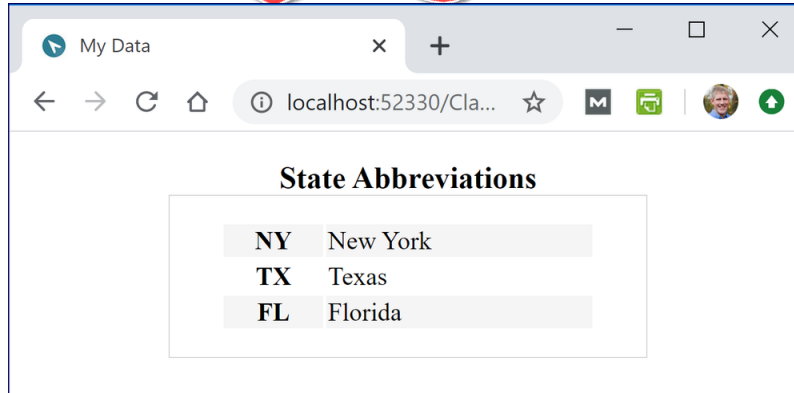 My Data
localhost:52330/Cla...
M
State Abbreviations
NY New York
TX Texas
FL Florida